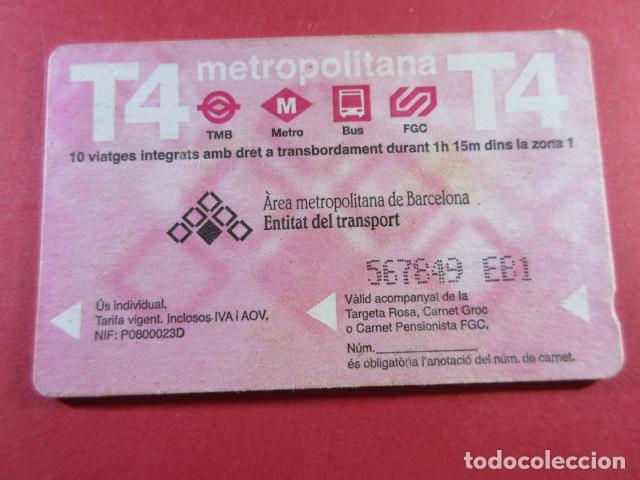 T4 metropolitana T4
TMB Metro Bus FGC
10 viatges integrats amb dret a transbordament durant 1h 15m dins la zona 1
Àrea metropolitana de Barcelona
Entitat del transport
567849 EB1
Ús individual.
Tarifa vigent. Inclosos IVA i AOV.
NIF: P0800023D
Vàlid acompanyat de la
Targeta Rosa, Carnet Groc
o Carnet Pensionista FGC,
Núm.
és obligatòria l'anotació del núm. de carnet.
todocoleccion